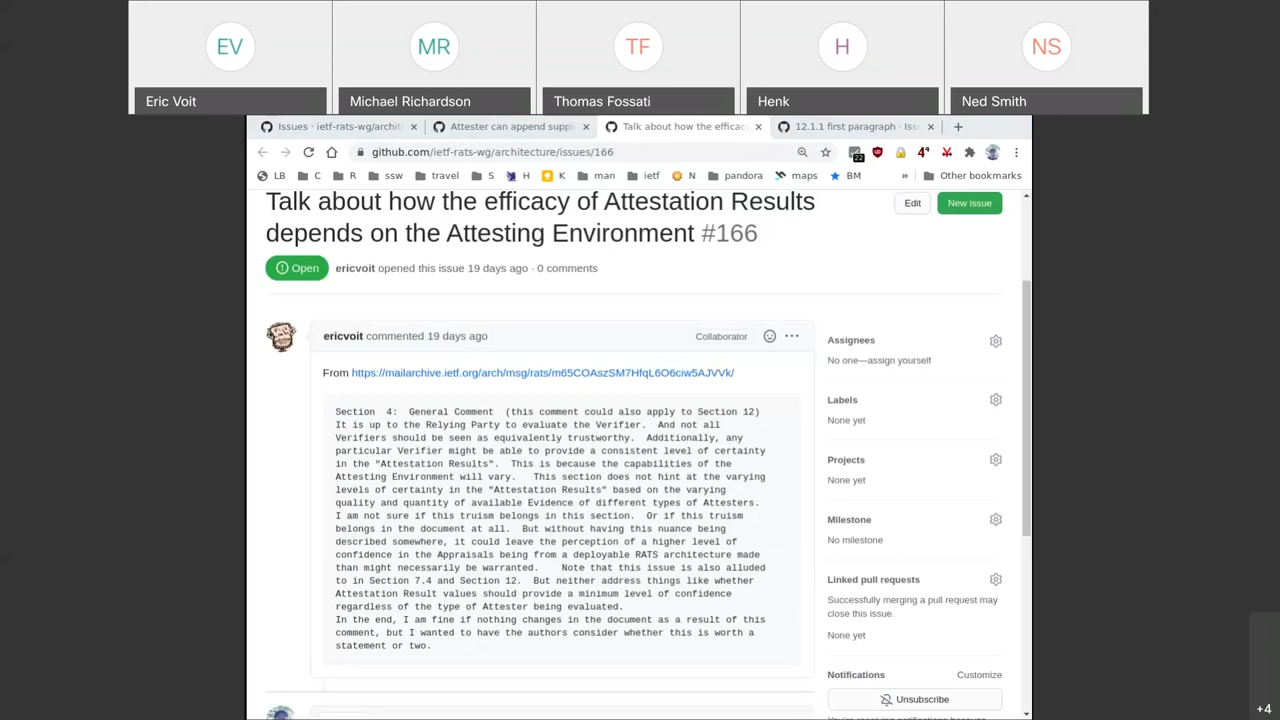 EV
MR
TF
H
NS
Eric Voit
Michael Richardson
Thomas Fossati
Henk
Ned Smith
Issues · ietf-rats-wg/archite
Attester can append supple
Talk about how the efficacy
12.1.1 first paragraph · Issu
github.com/ietf-rats-wg/architecture/issues/166
22
LB
C
R
ssw
travel
S
H
K
man
ietf
N
pandora
maps
BM
»
Other bookmarks
Talk about how the efficacy of Attestation Results
depends on the Attesting Environment #166
Edit
New issue
Open
ericvoit opened this issue 19 days ago · 0 comments
ericvoit commented 19 days ago
Collaborator
From https://mailarchive.ietf.org/arch/msg/rats/m65COAszSM7HfqL6O6ciw5AJVVk/
Section 4: General Comment (this comment could also apply to Section 12)
It is up to the Relying Party to evaluate the Verifier. And not all
Verifiers should be seen as equivalently trustworthy. Additionally, any
particular Verifier might be able to provide a consistent level of certainty
in the "Attestation Results". This is because the capabilities of the
Attesting Environment will vary. This section does not hint at the varying
levels of certainty in the "Attestation Results" based on the varying
quality and quantity of available Evidence of different types of Attesters.
I am not sure if this truism belongs in this section. Or if this truism
belongs in the document at all. But without having this nuance being
described somewhere, it could leave the perception of a higher level of
confidence in the Appraisals being from a deployable RATS architecture made
than might necessarily be warranted. Note that this issue is also alluded
to in Section 7.4 and Section 12. But neither address things like whether
Attestation Result values should provide a minimum level of confidence
regardless of the type of Attester being evaluated.
In the end, I am fine if nothing changes in the document as a result of this
comment, but I wanted to have the authors consider whether this is worth a
statement or two.
Assignees
No one—assign yourself
Labels
None yet
Projects
None yet
Milestone
No milestone
Linked pull requests
Successfully merging a pull request may
close this issue.
None yet
Notifications
Customize
Unsubscribe
You're receiving notifications because
+4